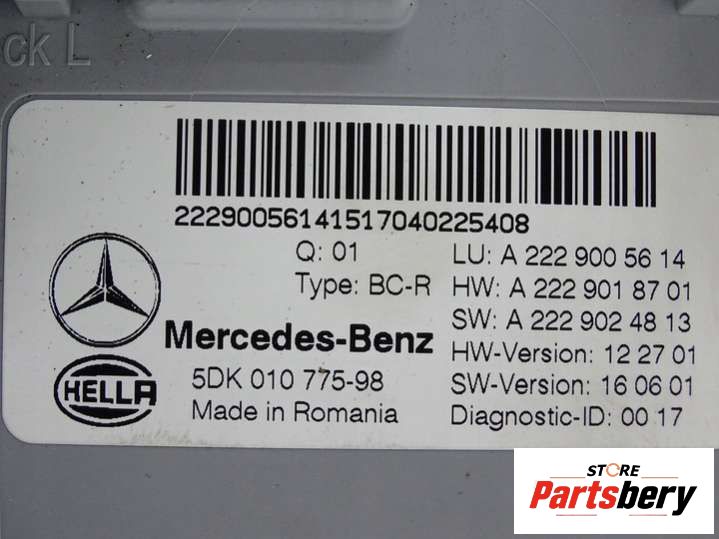 ck L
22290056141517040225408
Q: 01
Type: BC-R
LU: A 222 900 56 14
HW: A 222 901 87 01
SW: A 222 902 48 13
HW-Version: 12 27 01
SW-Version: 16 06 01
Diagnostic-ID: 00 17
Mercedes-Benz
HELLA
5DK 010 775-98
Made in Romania
STORE
Partsbery